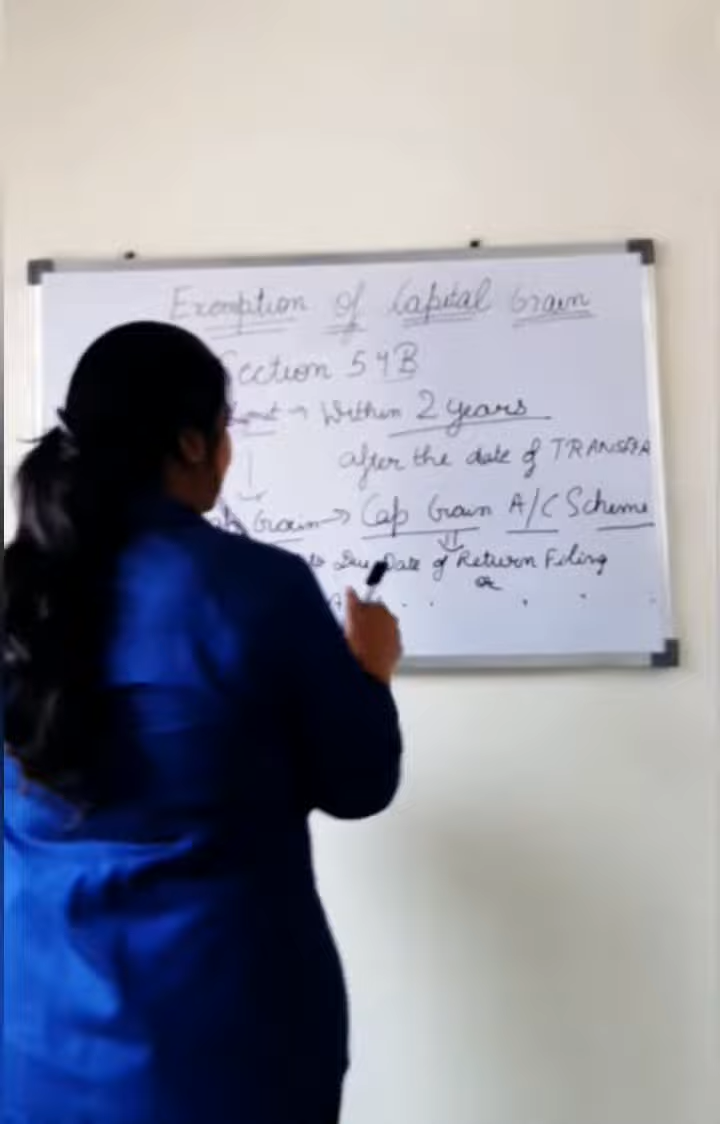 Exemption of Capital Gain
Section 54B
→ Within 2 years
after the date of TRANSFER
Gain → Cap Gain A/C Scheme
Due Date of Return Filing
or